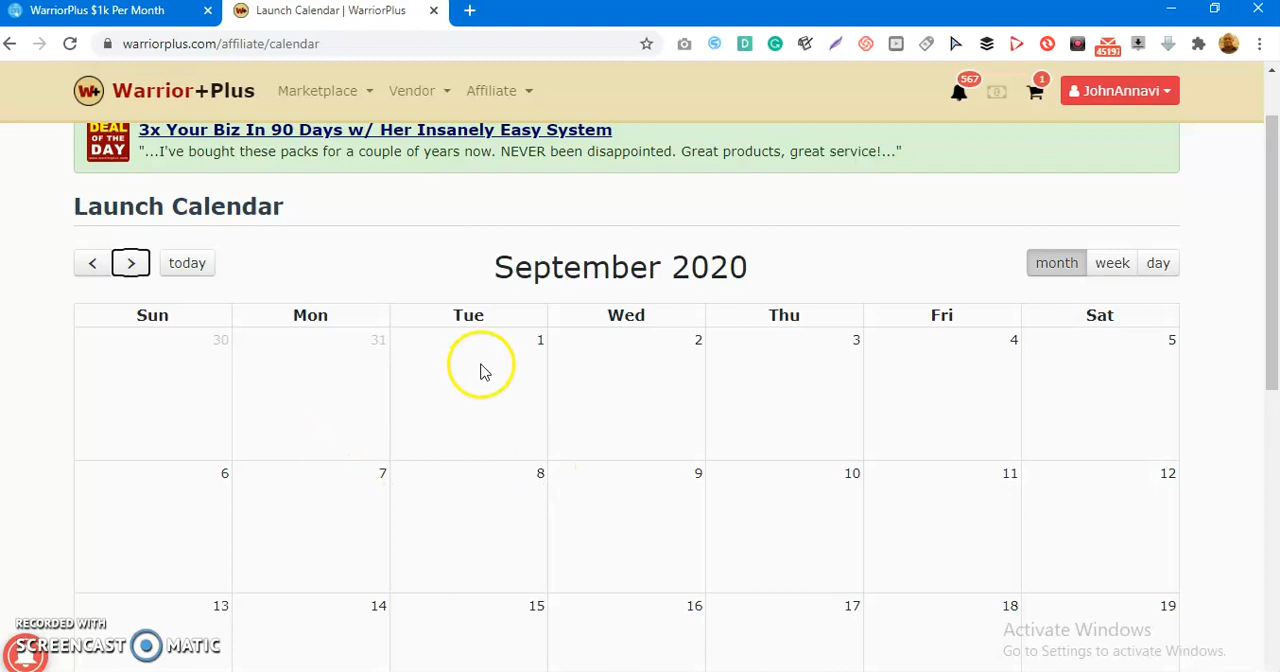 WarriorPlus $1k Per Month
Launch Calendar | WarriorPlus
warriorplus.com/affiliate/calendar
45197
W+ Warrior+Plus Marketplace Vendor Affiliate 567 1 JohnAnnavi
DEAL OF THE DAY
3x Your Biz In 90 Days w/ Her Insanely Easy System
"...I've bought these packs for a couple of years now. NEVER been disappointed. Great products, great service!..."
Launch Calendar
< > today September 2020 month week day
Sun Mon Tue Wed Thu Fri Sat
30 31 1 2 3 4 5
6 7 8 9 10 11 12
13 14 15 16 17 18 19
RECORDED WITH
SCREENCAST MATIC
Activate Windows
Go to Settings to activate Windows.